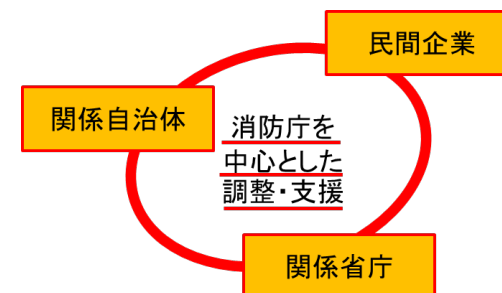 民間企業
関係自治体
消防庁を
中心とした
調整・支援
関係省庁